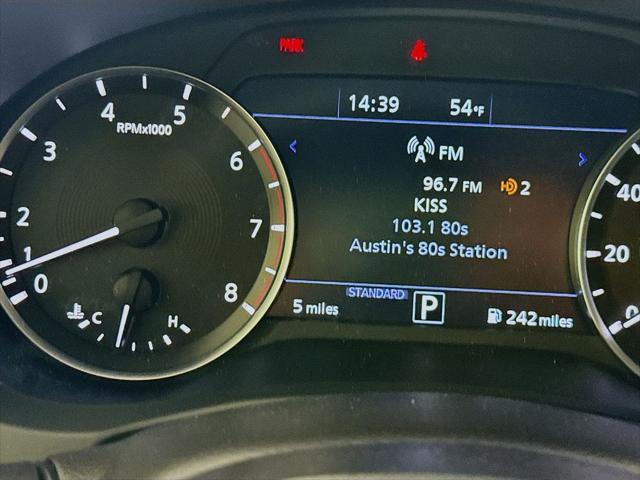 PARK
14:39 54°F
FM
96.7 FM HD 2
KISS
103.1 80s
Austin's 80s Station
STANDARD
5 miles P 242 miles
0 1 2 3 4 5 6 7 8
RPMx1000
C H
40
20
0